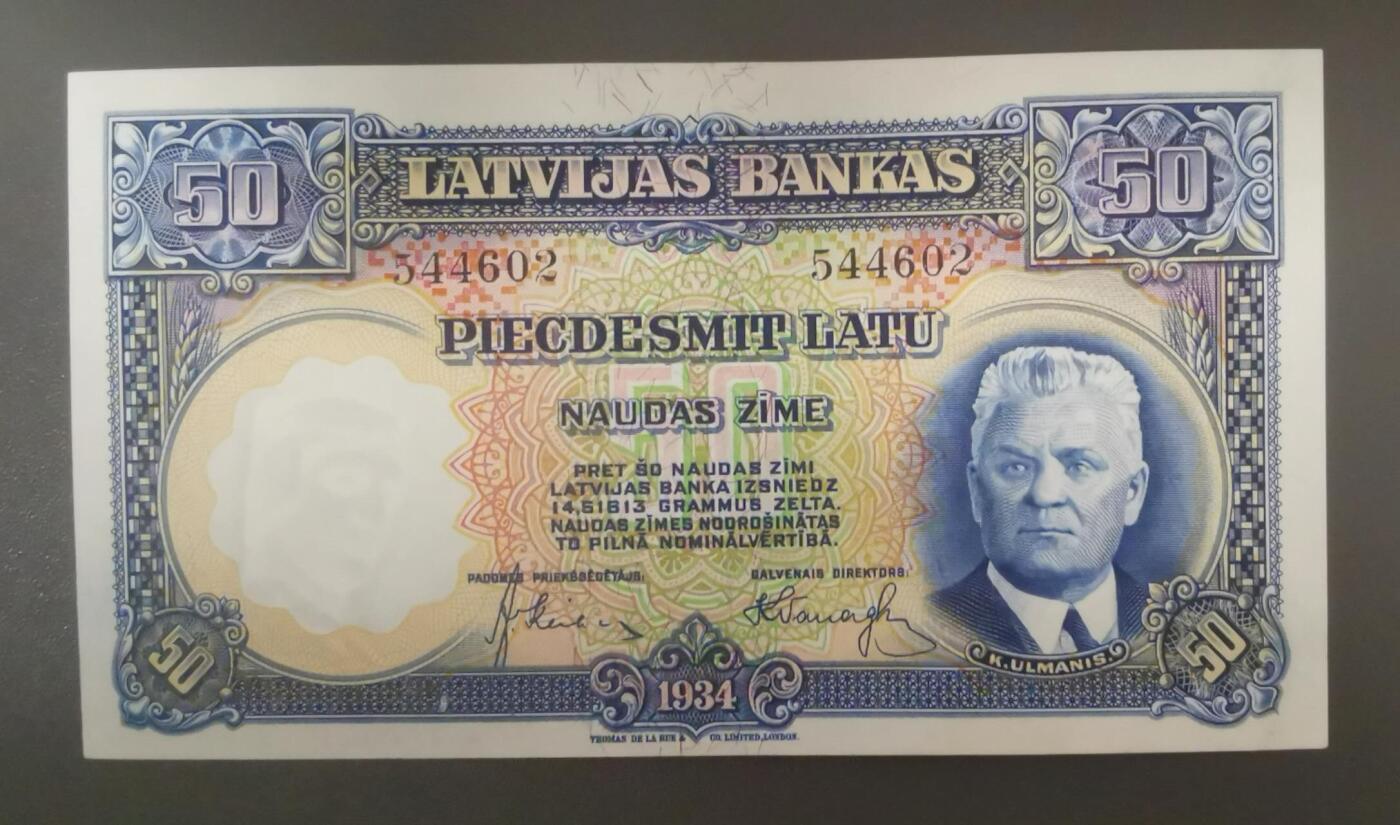 50 LATVIJAS BANKAS 50
544602 544602
PIECDESMIT LATU
50
NAUDAS ZĪME
PRET ŠO NAUDAS ZĪMI
LATVIJAS BANKA IZSNIEDZ
14,51613 GRAMMUS ZELTA.
NAUDAS ZĪMES NODROŠINĀTAS
TO PILNĀ NOMINĀLVĒRTĪBĀ.
PADOMES PRIEKŠSĒDĒTĀJS: GALVENAIS DIREKTORS:
K. ULMANIS.
50 1934 50
THOMAS DE LA RUE & CO. LIMITED, LONDON.